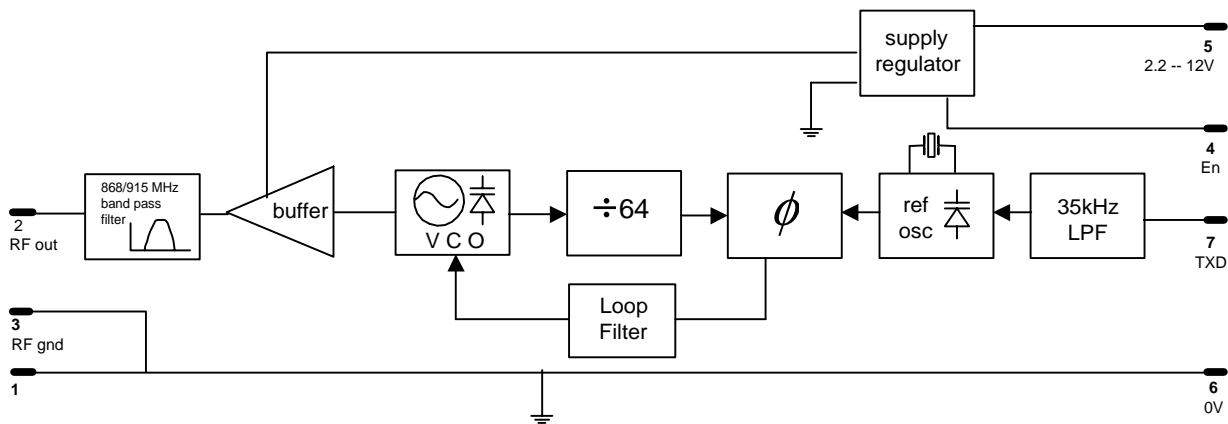 supply
regulator
5
2.2 -- 12V
4
En
868/915 MHz
band pass
filter
buffer
V C O
÷64
ϕ
ref
osc
35kHz
LPF
2
RF out
7
TXD
Loop
Filter
3
RF gnd
1
6
0V